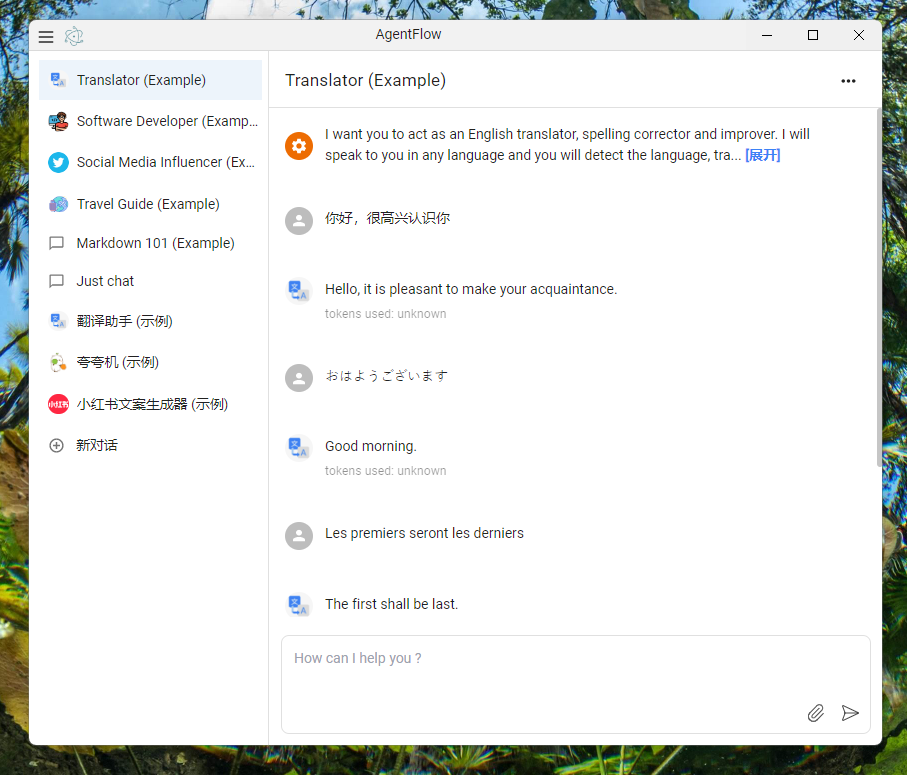 AgentFlow
Translator (Example)
Software Developer (Examp...
Social Media Influencer (Ex...
Travel Guide (Example)
Markdown 101 (Example)
Just chat
翻译助手 (示例)
夸夸机 (示例)
小红书
小红书文案生成器 (示例)
新对话
Translator (Example)
I want you to act as an English translator, spelling corrector and improver. I will
speak to you in any language and you will detect the language, tra... [展开]
你好，很高兴认识你
Hello, it is pleasant to make your acquaintance.
tokens used: unknown
おはようございます
Good morning.
tokens used: unknown
Les premiers seront les derniers
The first shall be last.
How can I help you ?